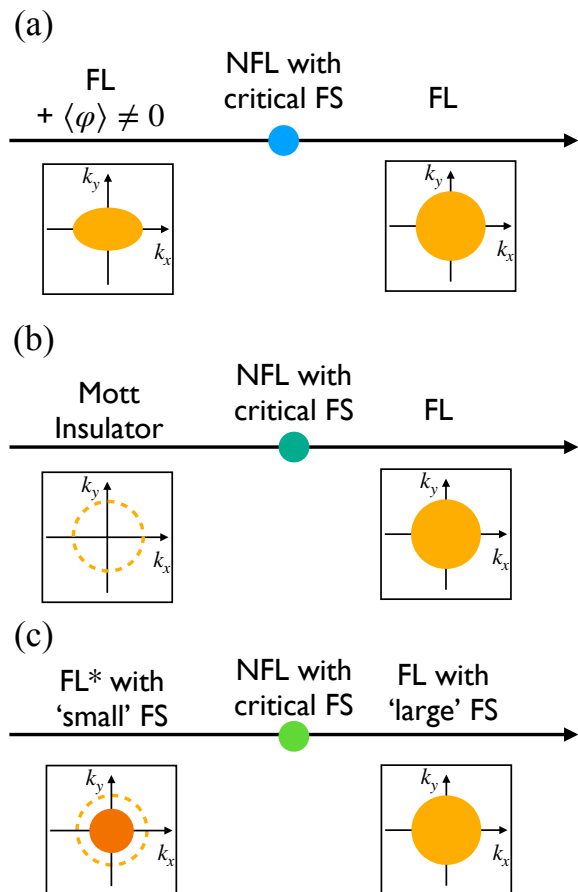 (a)
FL
+ ⟨φ⟩ ≠ 0
NFL with
critical FS
FL
k_y
k_x
k_y
k_x
(b)
Mott
Insulator
NFL with
critical FS
FL
k_y
k_x
k_y
k_x
(c)
FL* with
‘small’ FS
NFL with
critical FS
FL with
‘large’ FS
k_y
k_x
k_y
k_x